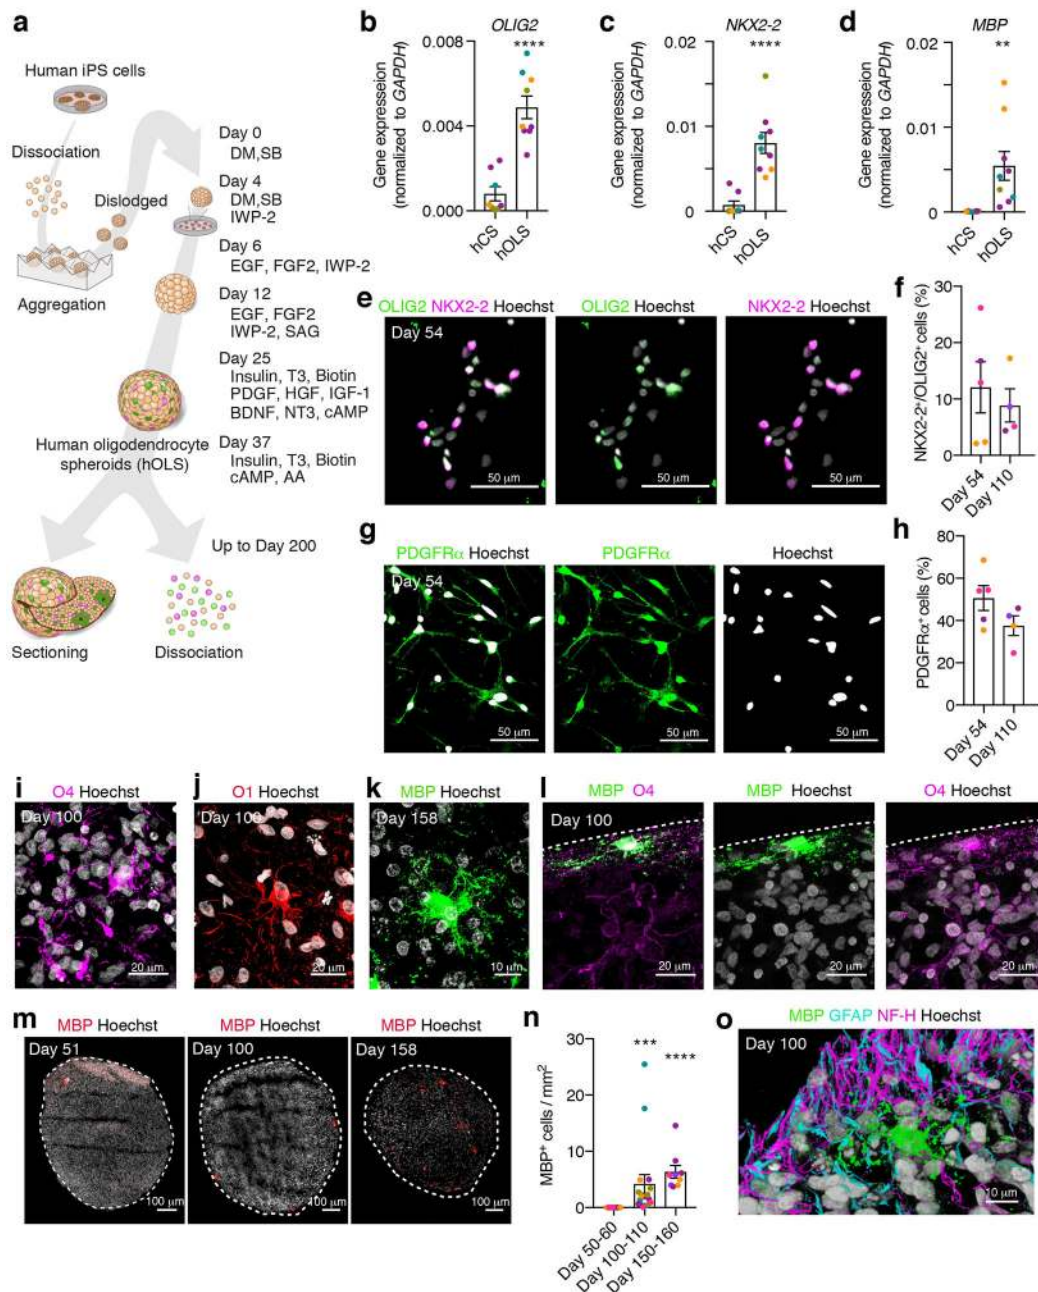 a
Human iPS cells
Dissociation
Dislodged
Aggregation
Day 0
DM,SB
Day 4
DM,SB
IWP-2
Day 6
EGF, FGF2, IWP-2
Day 12
EGF, FGF2
IWP-2, SAG
Day 25
Insulin, T3, Biotin
PDGF, HGF, IGF-1
BDNF, NT3, cAMP
Human oligodendrocyte
spheroids (hOLS)
Day 37
Insulin, T3, Biotin
cAMP, AA
Up to Day 200
Sectioning
Dissociation
b
OLIG2
Gene expresseion
(normalized to GAPDH)
0.008
0.004
0.000
****
hCS
hOLS
c
NKX2-2
Gene expresseion
(normalized to GAPDH)
0.02
0.01
0
****
hCS
hOLS
d
MBP
Gene expresseion
(normalized to GAPDH)
0.02
0.01
0
**
hCS
hOLS
e
OLIG2 NKX2-2 Hoechst
OLIG2 Hoechst
NKX2-2 Hoechst
Day 54
50 µm
50 µm
50 µm
f
NKX2-2+/OLIG2+ cells (%)
30
20
10
0
Day 54
Day 110
g
PDGFRα Hoechst
PDGFRα
Hoechst
Day 54
50 µm
50 µm
50 µm
h
PDGFRα+ cells (%)
80
60
40
20
0
Day 54
Day 110
i
O4 Hoechst
Day 100
20 µm
j
O1 Hoechst
Day 100
20 µm
k
MBP Hoechst
Day 158
10 µm
l
MBP O4
MBP Hoechst
O4 Hoechst
Day 100
20 µm
20 µm
20 µm
m
MBP Hoechst
MBP Hoechst
MBP Hoechst
Day 51
Day 100
Day 158
100 µm
100 µm
100 µm
n
MBP+ cells / mm2
30
20
10
0
***
****
Day 50-60
Day 100-110
Day 150-160
o
MBP GFAP NF-H Hoechst
Day 100
10 µm